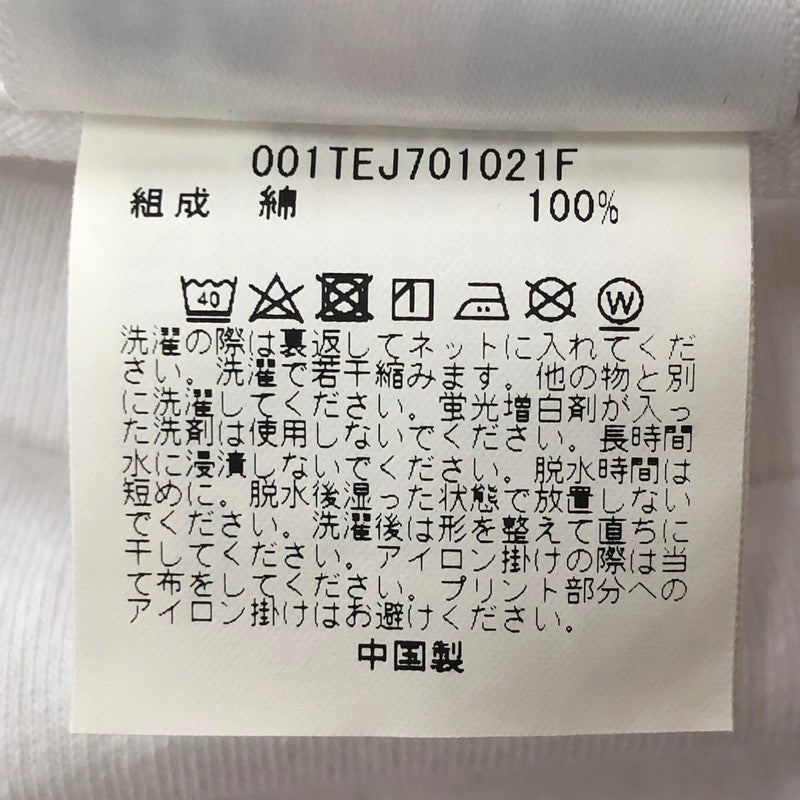 001TEJ701021F
組成 綿 100%
40 W
洗濯の際は裏返してネットに入れてくだ
さい。洗濯で若干縮みます。他の物と別
に洗濯してください。蛍光増白剤が入っ
た洗剤は使用しないでください。長時間
水に浸漬しないでください。脱水時間は
短めに。脱水後湿った状態で放置しない
でください。洗濯後は形を整えて直ちに
干してください。アイロン掛けの際は当
て布をしてください。プリント部分への
アイロン掛けはお避けください。
中国製